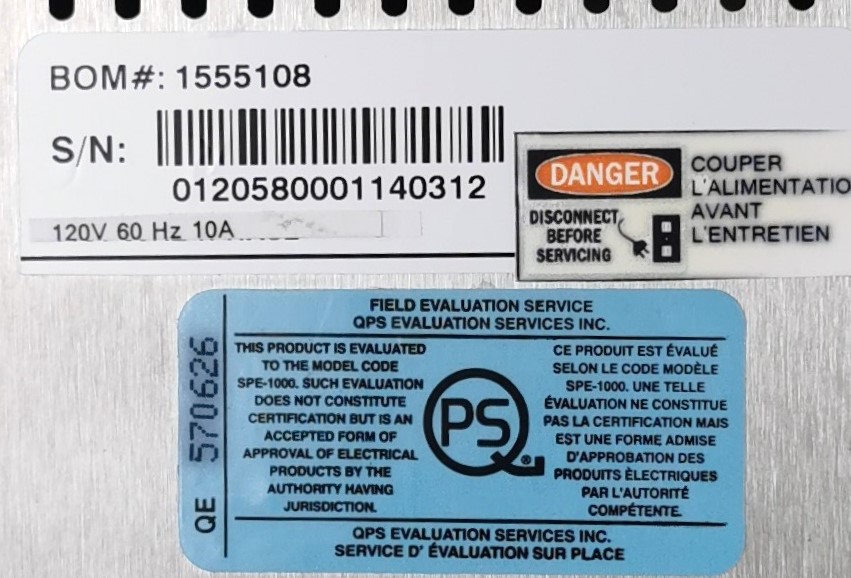 BOM#: 1555108
S/N:
0120580001140312
120V 60 Hz 10A
DANGER
DISCONNECT
BEFORE
SERVICING
COUPER
L'ALIMENTATIO
AVANT
L'ENTRETIEN
FIELD EVALUATION SERVICE
QPS EVALUATION SERVICES INC.
QE 570626
THIS PRODUCT IS EVALUATED
TO THE MODEL CODE
SPE-1000. SUCH EVALUATION
DOES NOT CONSTITUTE
CERTIFICATION BUT IS AN
ACCEPTED FORM OF
APPROVAL OF ELECTRICAL
PRODUCTS BY THE
AUTHORITY HAVING
JURISDICTION.
QPS®
CE PRODUIT EST ÉVALUÉ
SELON LE CODE MODÈLE
SPE-1000. UNE TELLE
ÉVALUATION NE CONSTITUE
PAS LA CERTIFICATION MAIS
EST UNE FORME ADMISE
D'APPROBATION DES
PRODUITS ÈLECTRIQUES
PAR L'AUTORITÉ
COMPÉTENTE.
QPS EVALUATION SERVICES INC.
SERVICE D' ÉVALUATION SUR PLACE